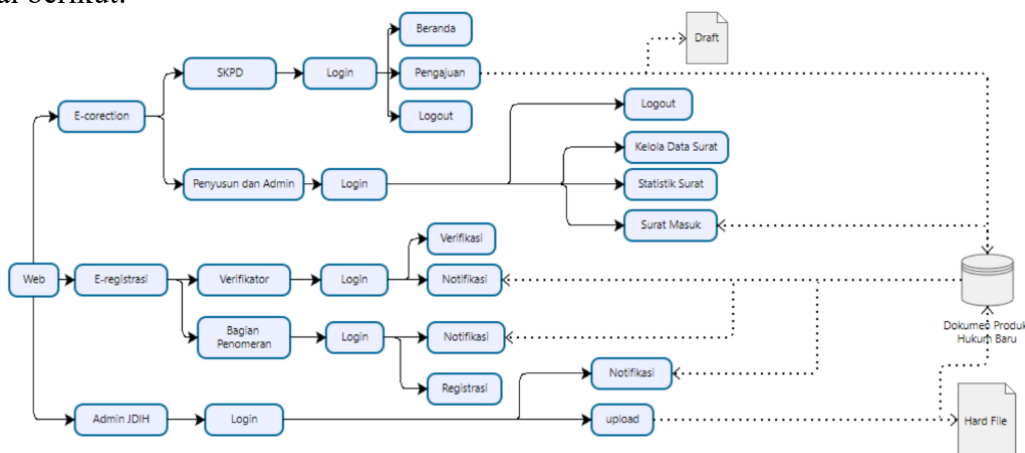 Beranda
SKPD
Login
Pengajuan
Draft
E-corection
Logout
Logout
Kelola Data Surat
Penyusun dan Admin
Login
Statistik Surat
Surat Masuk
Verifikasi
Web
E-registrasi
Verifikator
Login
Notifikasi
Bagian
Penomeran
Login
Notifikasi
Dokumeo Produk
Hukum Baru
Notifikasi
Registrasi
Admin JDIH
Login
upload
Hard File